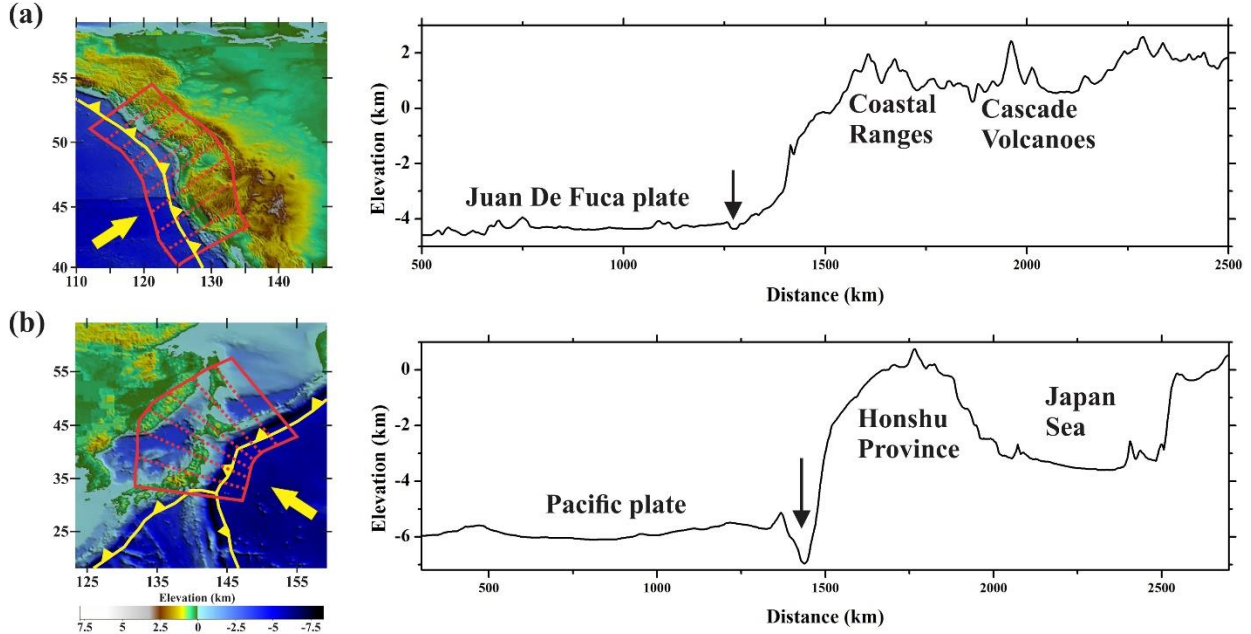 (a)
55
50
45
40
110 120 130 140
2
0
-2
-4
Elevation (km)
Juan De Fuca plate
Coastal
Ranges
Cascade
Volcanoes
500 1000 1500 2000 2500
Distance (km)
(b)
55
45
35
25
125 135 145 155
Elevation (km)
7.5 5 2.5 0 -2.5 -5 -7.5
0
-2
-4
-6
Elevation (km)
Pacific plate
Honshu
Province
Japan
Sea
500 1000 1500 2000 2500
Distance (km)